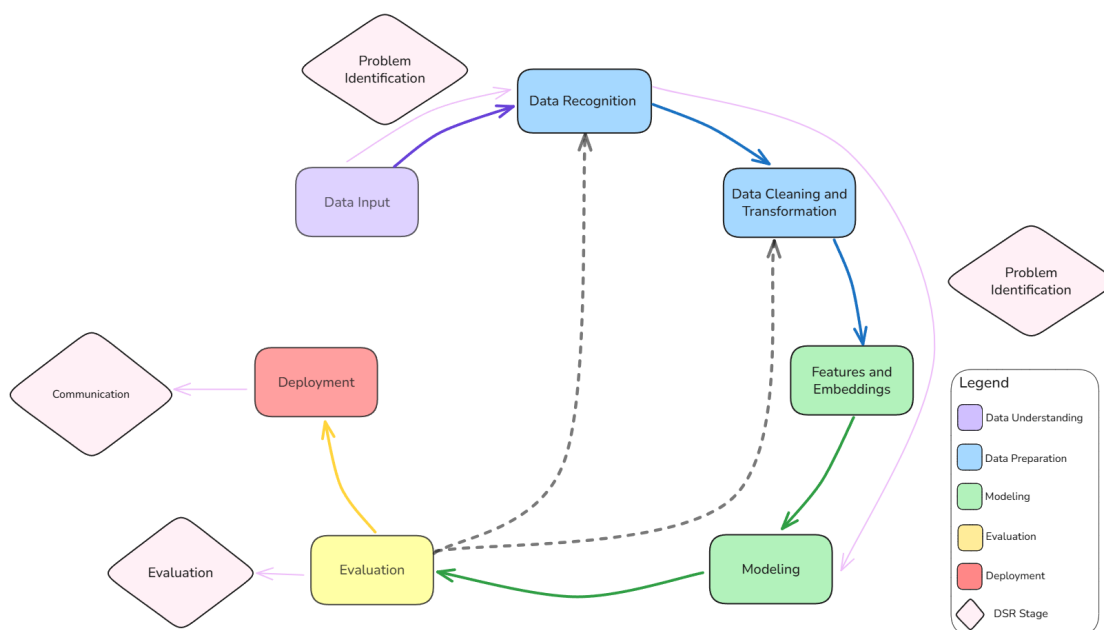 Problem
Identification
Data Recognition
Data Input
Data Cleaning and
Transformation
Problem
Identification
Deployment
Communication
Features and
Embeddings
Evaluation
Evaluation
Modeling
Legend
Data Understanding
Data Preparation
Modeling
Evaluation
Deployment
DSR Stage